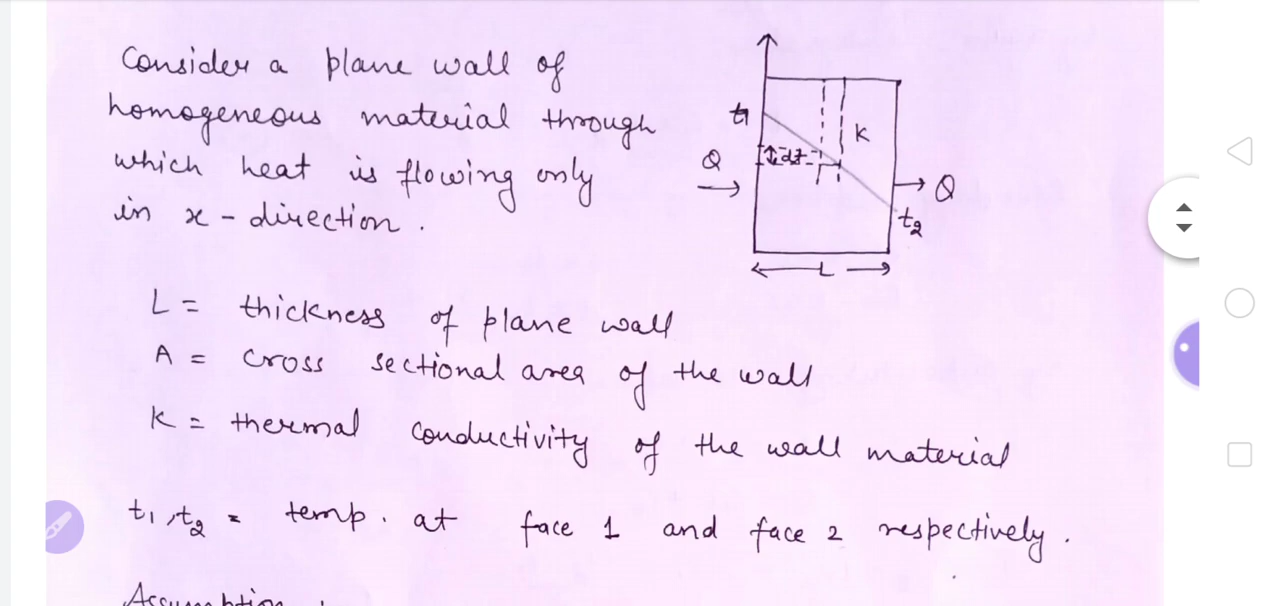 Consider a plane wall of
homogeneous material through
which heat is flowing only
in x - direction.
t1
K
Q
dt
Q
t2
L
L = thickness of plane wall
A = cross sectional area of the wall
K = thermal conductivity of the wall material
t1, t2 = temp. at face 1 and face 2 respectively.
Assumption